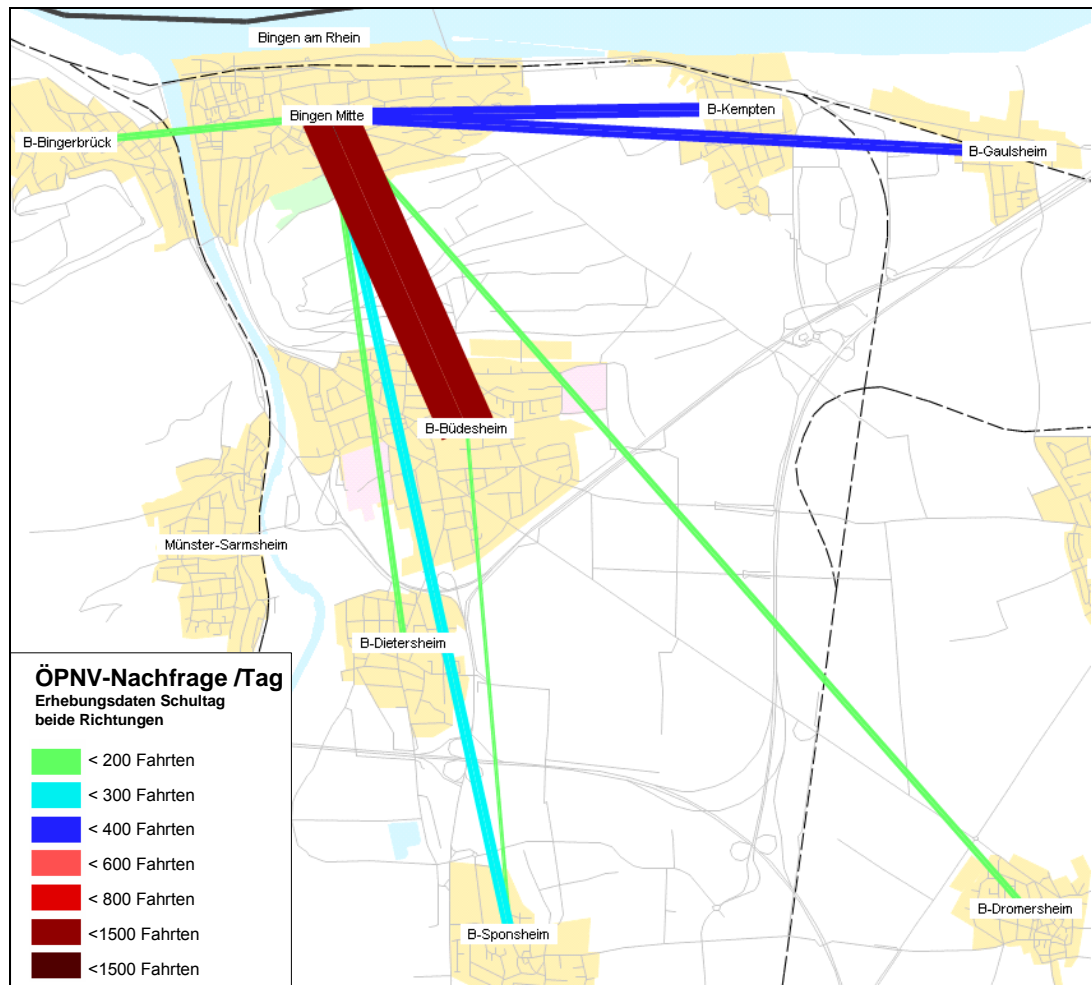 Bingen am Rhein
B-Kempten
Bingen Mitte
B-Bingerbrück
B-Gaulsheim
B-Büdesheim
Münster-Sarmsheim
B-Dietersheim
B-Dromersheim
B-Sponsheim
ÖPNV-Nachfrage /Tag
Erhebungsdaten Schultag
beide Richtungen
< 200 Fahrten
< 300 Fahrten
< 400 Fahrten
< 600 Fahrten
< 800 Fahrten
<1500 Fahrten
<1500 Fahrten